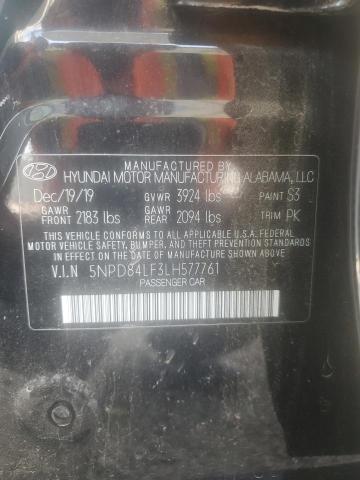 MANUFACTURED BY
HYUNDAI MOTOR MANUFACTURING ALABAMA, LLC
Dec/19/19 GVWR 3924 lbs PAINT S3
GAWR FRONT 2183 lbs GAWR REAR 2094 lbs TRIM PK
THIS VEHICLE CONFORMS TO ALL APPLICABLE U.S.A. FEDERAL
MOTOR VEHICLE SAFETY, BUMPER, AND THEFT PREVENTION
STANDARDS IN EFFECT ON THE DATE OF MANUFACTURE
SHOWN ABOVE.
V.I.N 5NPD84LF3LH577761
PASSENGER CAR